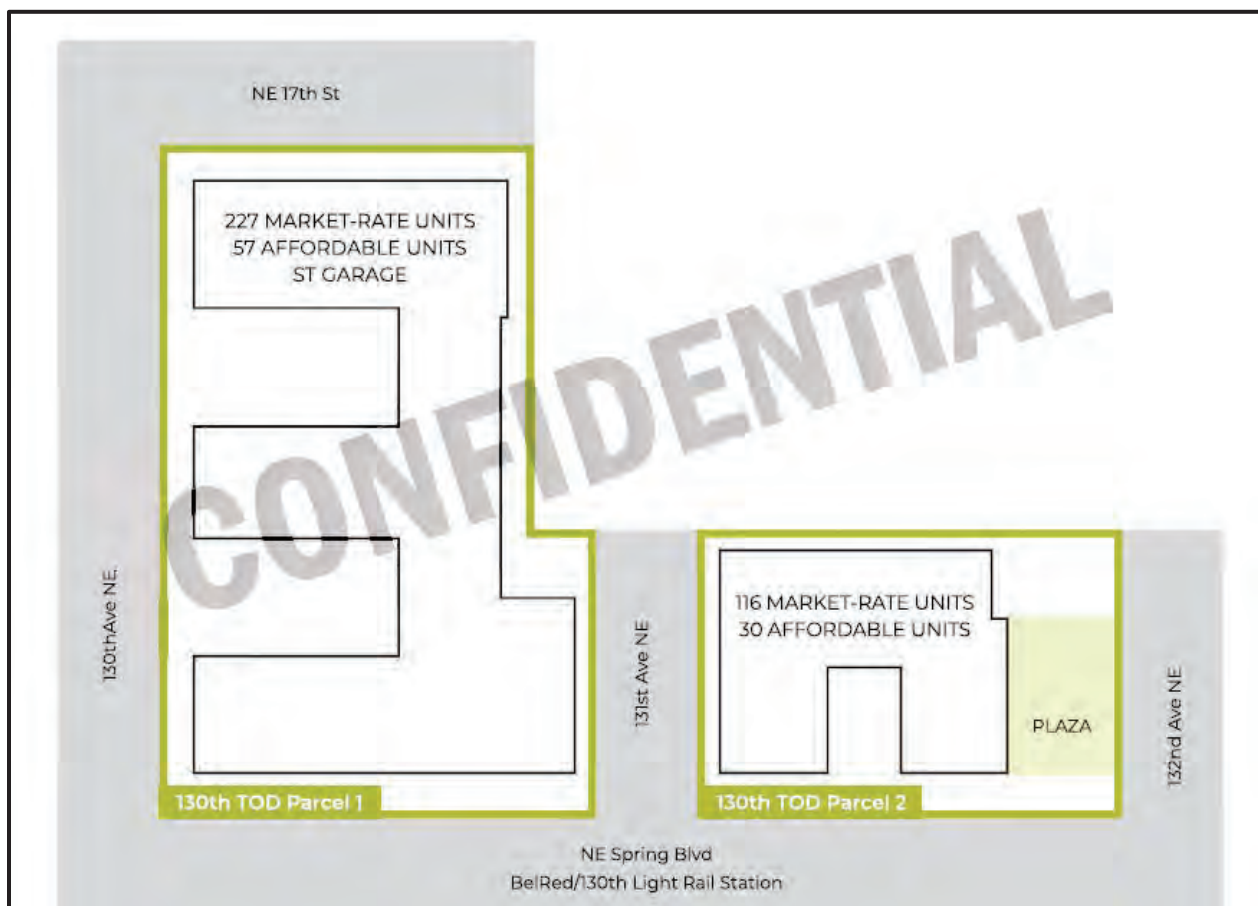 NE 17th St
227 MARKET-RATE UNITS
57 AFFORDABLE UNITS
ST GARAGE
CONFIDENTIAL
130thAve NE.
131st Ave NE
116 MARKET-RATE UNITS
30 AFFORDABLE UNITS
PLAZA
132nd Ave NE
130th TOD Parcel 1
130th TOD Parcel 2
NE Spring Blvd
BelRed/130th Light Rail Station